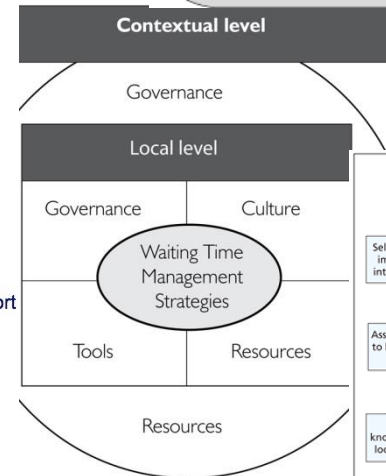 Contextual level
Governance
Local level
Governance
Culture
Waiting Time
Management
Strategies
Tools
Resources
Resources